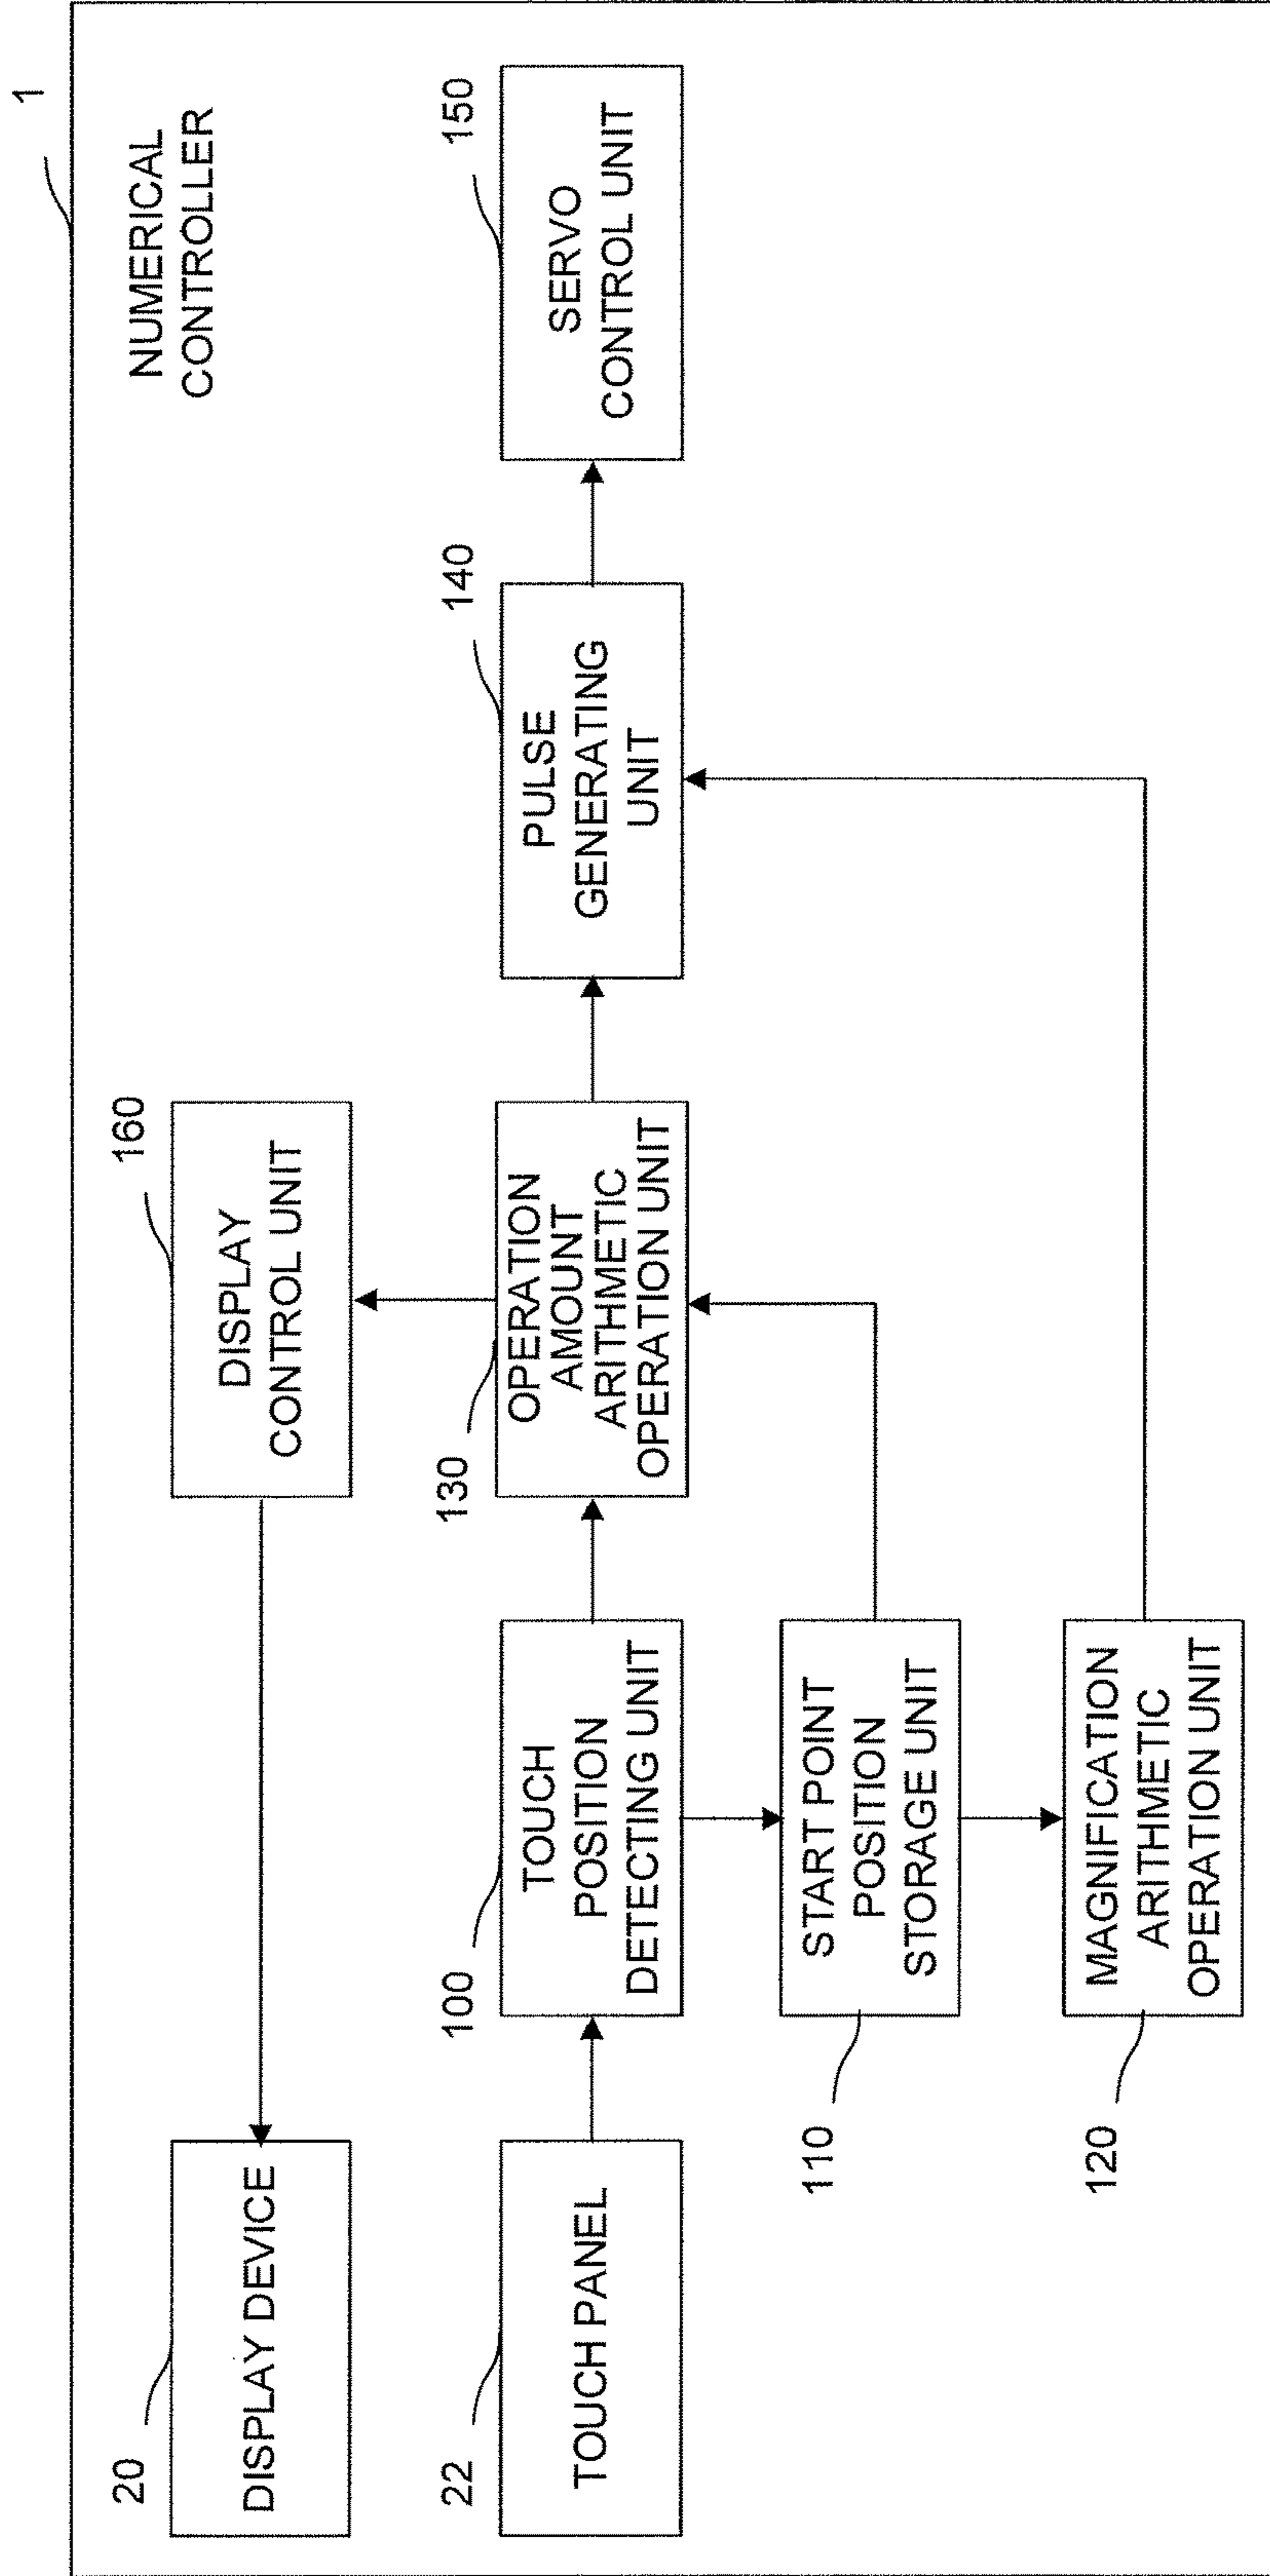 1
NUMERICAL
CONTROLLER
20
DISPLAY DEVICE
160
DISPLAY
CONTROL UNIT
22
TOUCH PANEL
100
TOUCH
POSITION
DETECTING UNIT
130
OPERATION
AMOUNT
ARITHMETIC
OPERATION UNIT
140
PULSE
GENERATING
UNIT
150
SERVO
CONTROL UNIT
110
START POINT
POSITION
STORAGE UNIT
120
MAGNIFICATION
ARITHMETIC
OPERATION UNIT